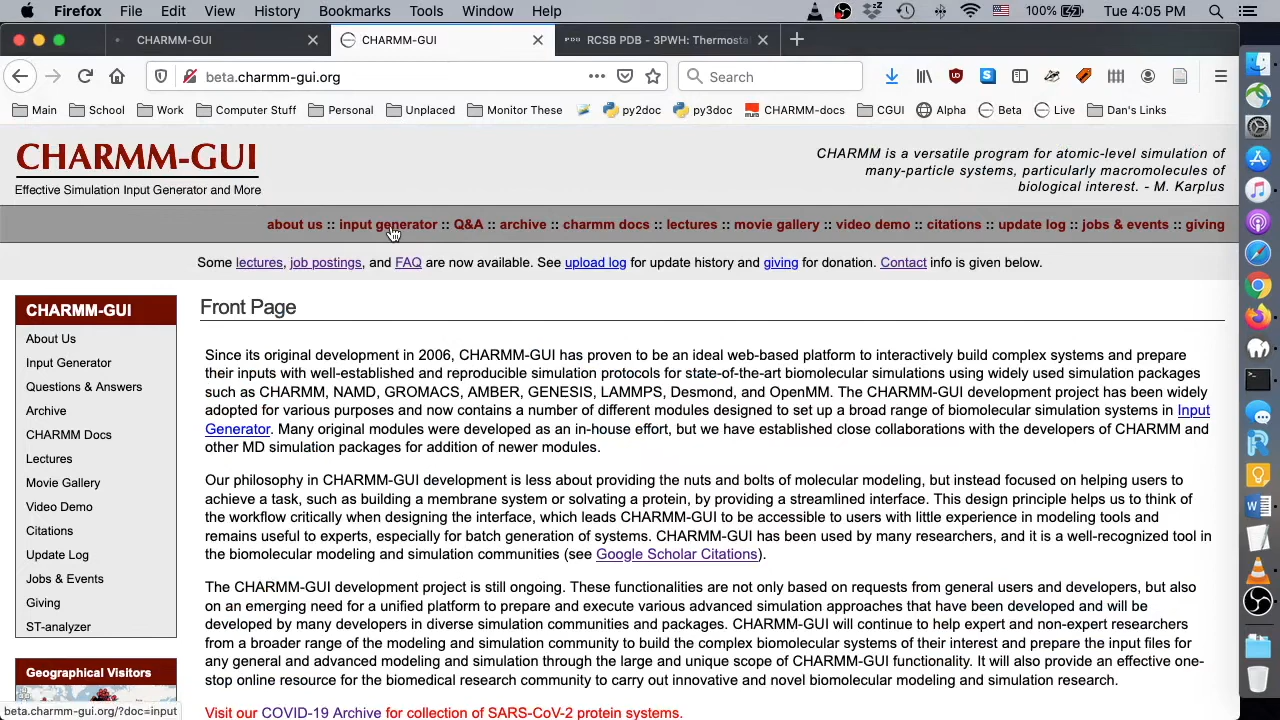 Firefox File Edit View History Bookmarks Tools Window Help 100% Tue 4:05 PM
CHARMM-GUI CHARMM-GUI RCSB PDB - 3PWH: Thermosta
beta.charmm-gui.org Search
Main School Work Computer Stuff Personal Unplaced Monitor These py2doc py3doc CHARMM-docs CGUI Alpha Beta Live Dan's Links
CHARMM-GUI
Effective Simulation Input Generator and More
CHARMM is a versatile program for atomic-level simulation of
many-particle systems, particularly macromolecules of
biological interest. - M. Karplus
about us :: input generator :: Q&A :: archive :: charmm docs :: lectures :: movie gallery :: video demo :: citations :: update log :: jobs & events :: giving
Some lectures, job postings, and FAQ are now available. See upload log for update history and giving for donation. Contact info is given below.
CHARMM-GUI
About Us
Input Generator
Questions & Answers
Archive
CHARMM Docs
Lectures
Movie Gallery
Video Demo
Citations
Update Log
Jobs & Events
Giving
ST-analyzer
Geographical Visitors
Front Page
Since its original development in 2006, CHARMM-GUI has proven to be an ideal web-based platform to interactively build complex systems and prepare
their inputs with well-established and reproducible simulation protocols for state-of-the-art biomolecular simulations using widely used simulation packages
such as CHARMM, NAMD, GROMACS, AMBER, GENESIS, LAMMPS, Desmond, and OpenMM. The CHARMM-GUI development project has been widely
adopted for various purposes and now contains a number of different modules designed to set up a broad range of biomolecular simulation systems in Input
Generator. Many original modules were developed as an in-house effort, but we have established close collaborations with the developers of CHARMM and
other MD simulation packages for addition of newer modules.
Our philosophy in CHARMM-GUI development is less about providing the nuts and bolts of molecular modeling, but instead focused on helping users to
achieve a task, such as building a membrane system or solvating a protein, by providing a streamlined interface. This design principle helps us to think of
the workflow critically when designing the interface, which leads CHARMM-GUI to be accessible to users with little experience in modeling tools and
remains useful to experts, especially for batch generation of systems. CHARMM-GUI has been used by many researchers, and it is a well-recognized tool in
the biomolecular modeling and simulation communities (see Google Scholar Citations).
The CHARMM-GUI development project is still ongoing. These functionalities are not only based on requests from general users and developers, but also
on an emerging need for a unified platform to prepare and execute various advanced simulation approaches that have been developed and will be
developed by many developers in diverse simulation communities and packages. CHARMM-GUI will continue to help expert and non-expert researchers
from a broader range of the modeling and simulation community to build the complex biomolecular systems of their interest and prepare the input files for
any general and advanced modeling and simulation through the large and unique scope of CHARMM-GUI functionality. It will also provide an effective one-
stop online resource for the biomedical research community to carry out innovative and novel biomolecular modeling and simulation research.
Visit our COVID-19 Archive for collection of SARS-CoV-2 protein systems.
beta.charmm-gui.org/?doc=input